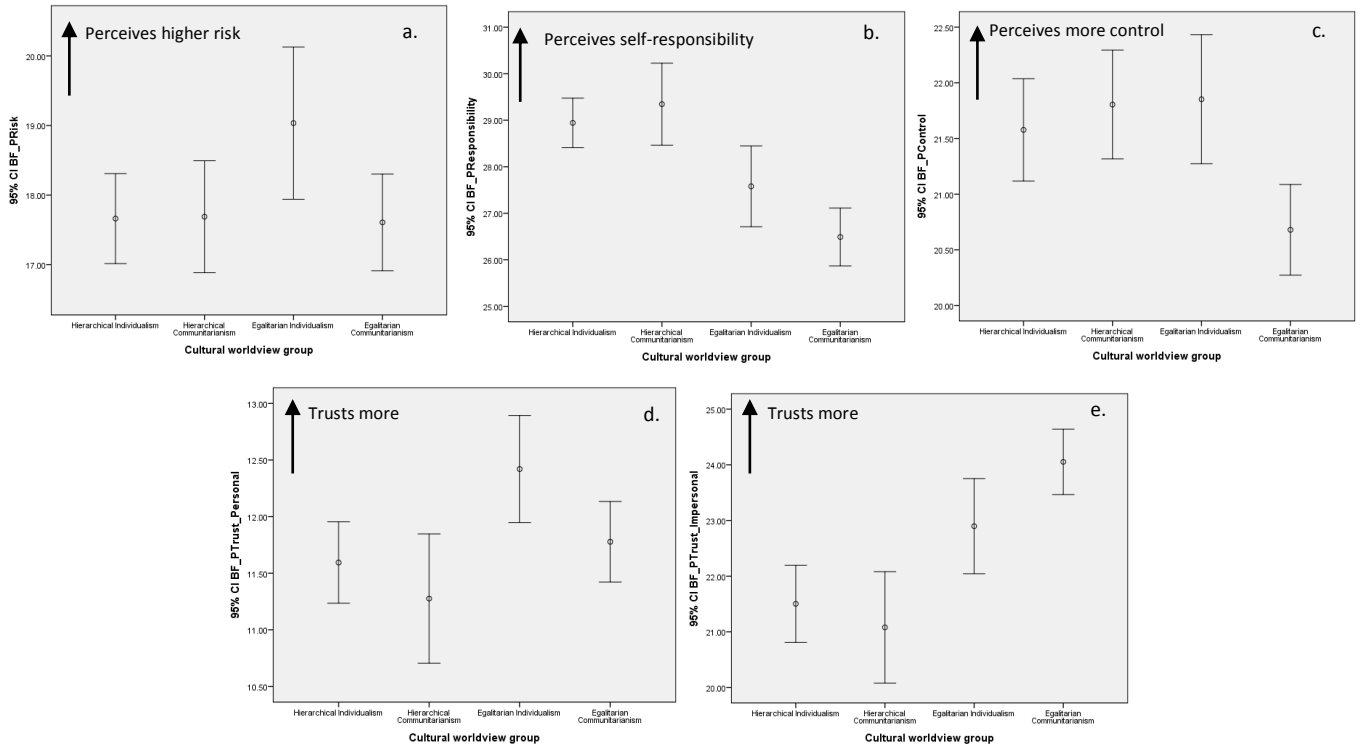 Perceives higher risk
a.
95% CI BF_PRisk
20.00
19.00
18.00
17.00
Hierarchical Individualism
Hierarchical
Communitarianism
Egalitarian Individualism
Egalitarian
Communitarianism
Cultural worldview group
Perceives self-responsibility
b.
95% CI BF_PResponsibility
31.00
30.00
29.00
28.00
27.00
26.00
25.00
Hierarchical Individualism
Hierarchical
Communitarianism
Egalitarian Individualism
Egalitarian
Communitarianism
Cultural worldview group
Perceives more control
c.
95% CI BF_PControl
22.50
22.00
21.50
21.00
20.50
20.00
Hierarchical Individualism
Hierarchical
Communitarianism
Egalitarian Individualism
Egalitarian
Communitarianism
Cultural worldview group
Trusts more
d.
95% CI BF_PTrust_Personal
13.00
12.50
12.00
11.50
11.00
10.50
Hierarchical Individualism
Hierarchical
Communitarianism
Egalitarian Individualism
Egalitarian
Communitarianism
Cultural worldview group
Trusts more
e.
95% CI BF_PTrust_Impersonal
25.00
24.00
23.00
22.00
21.00
20.00
Hierarchical Individualism
Hierarchical
Communitarianism
Egalitarian Individualism
Egalitarian
Communitarianism
Cultural worldview group